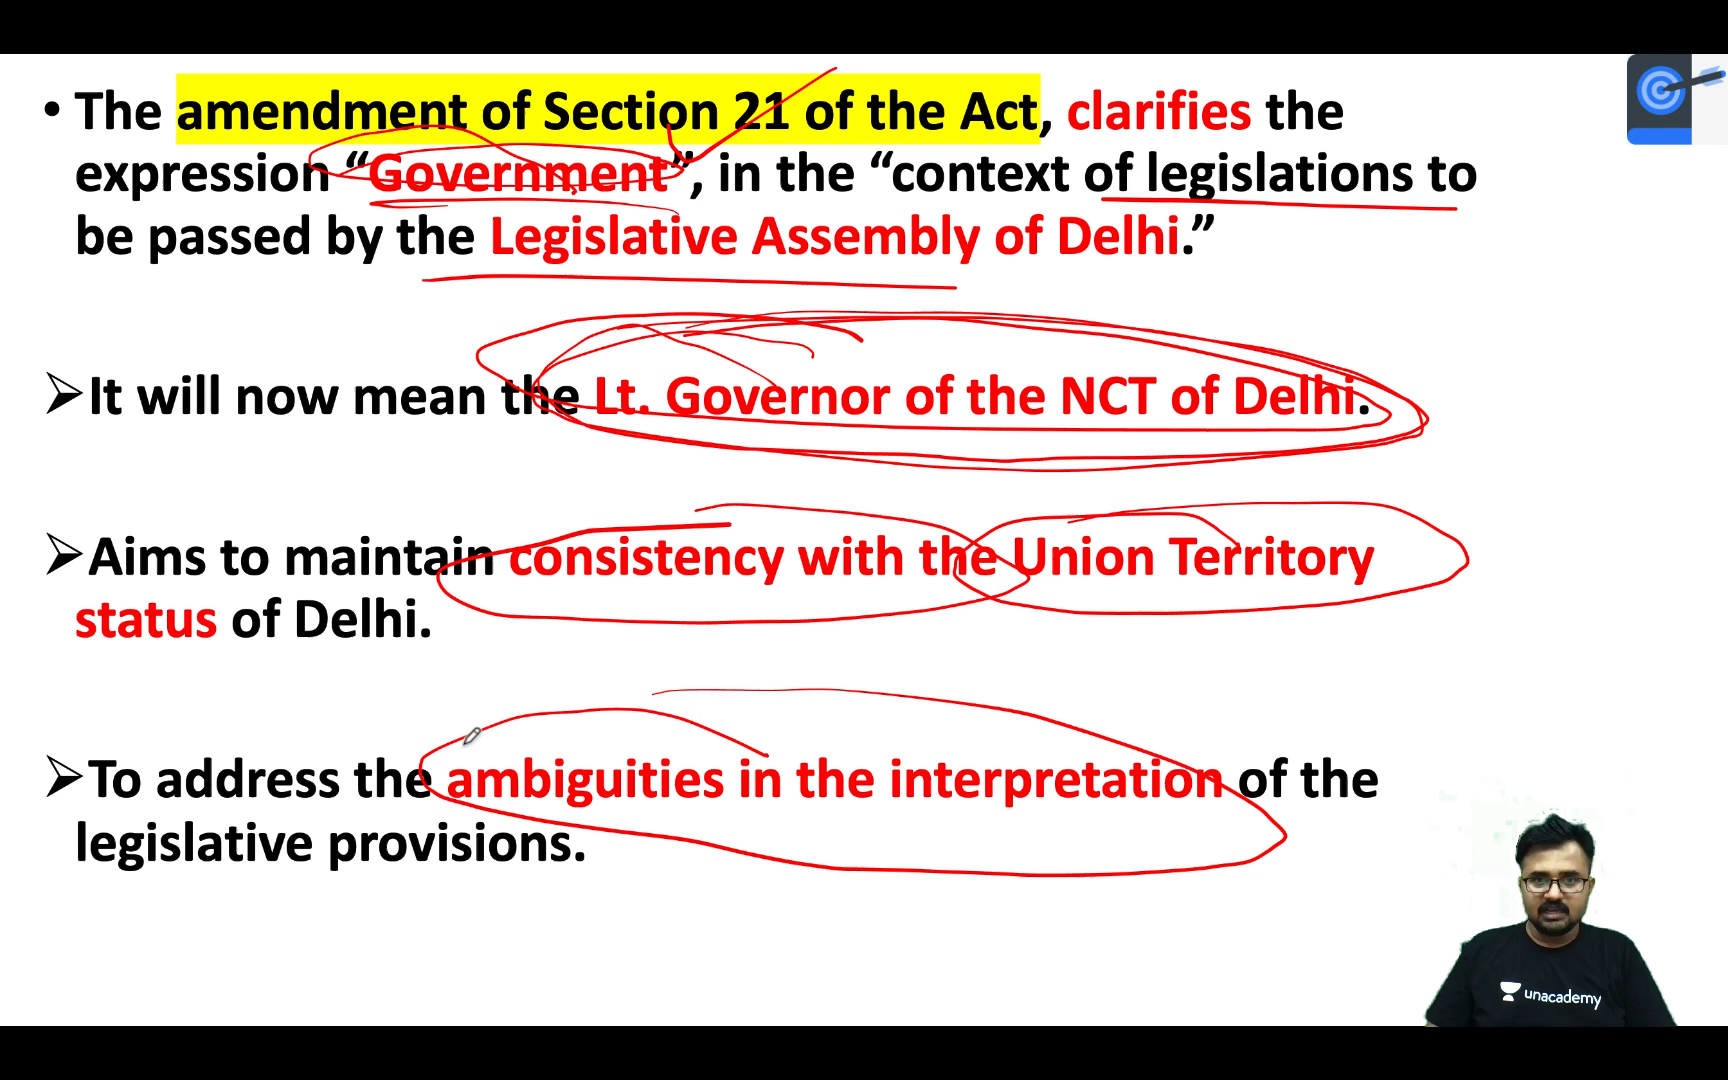 • The amendment of Section 21 of the Act, clarifies the
expression “Government”, in the “context of legislations to
be passed by the Legislative Assembly of Delhi.”
➢It will now mean the Lt. Governor of the NCT of Delhi.
➢Aims to maintain consistency with the Union Territory
status of Delhi.
➢To address the ambiguities in the interpretation of the
legislative provisions.
unacademy